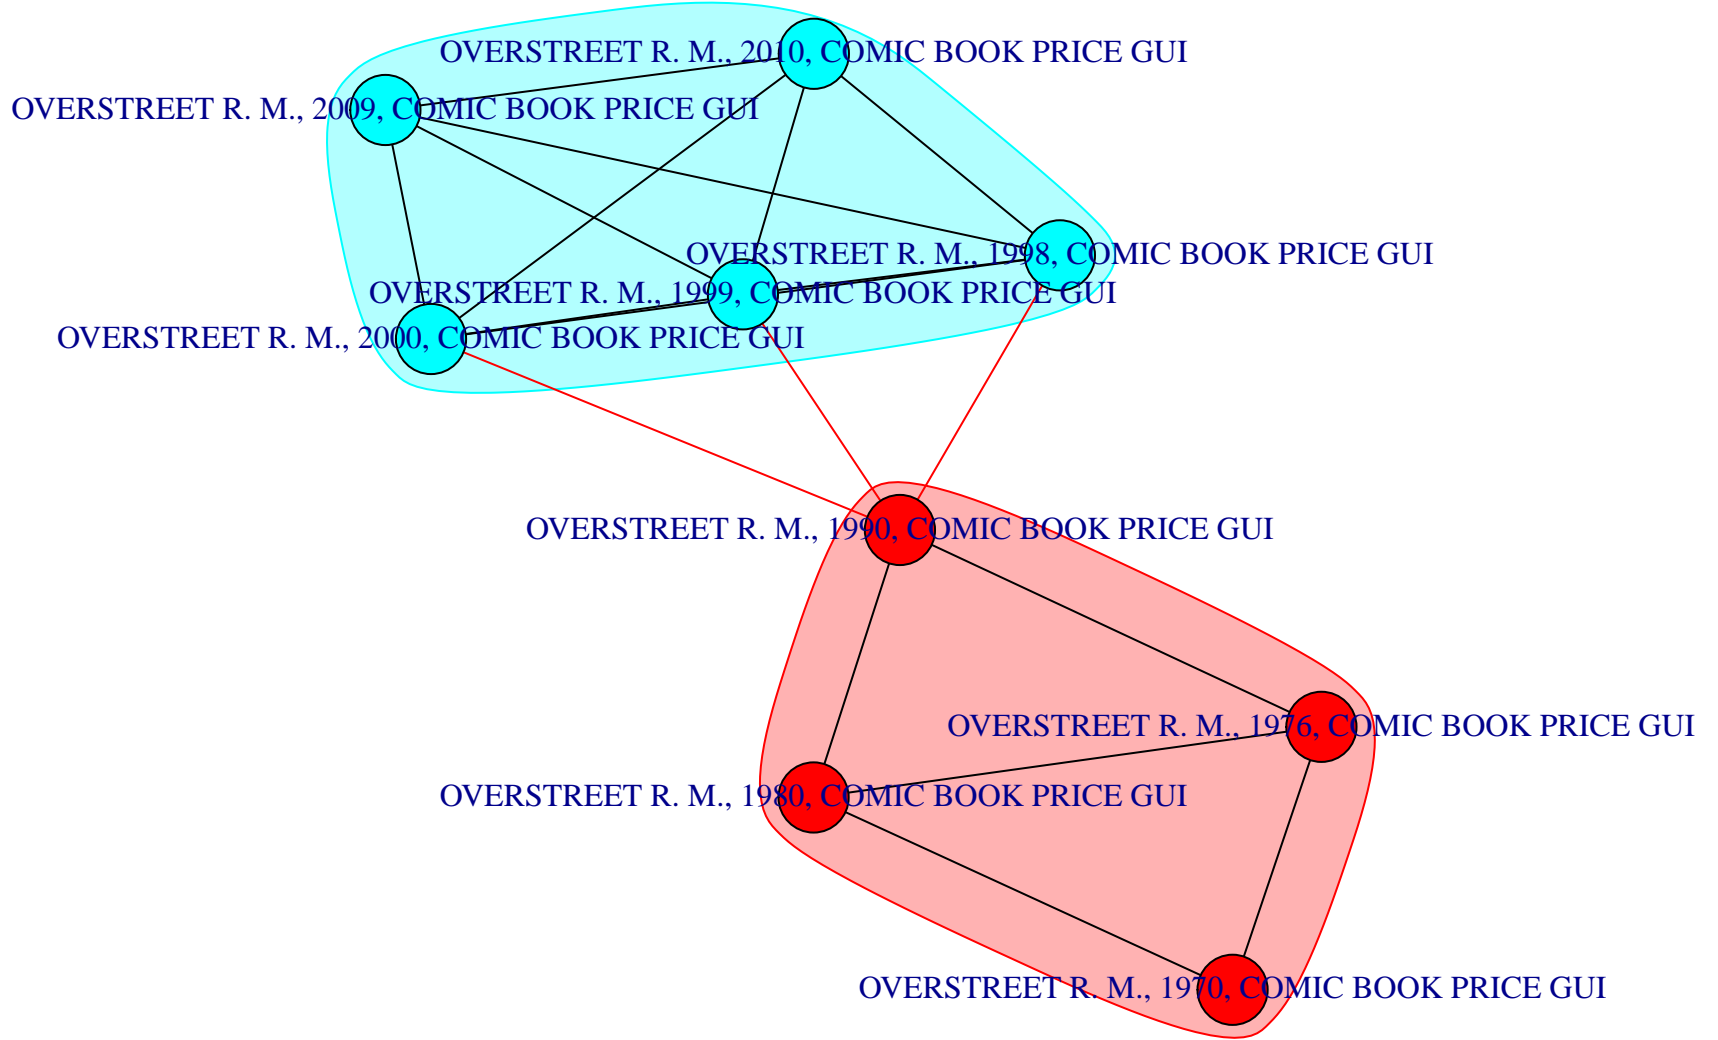 OVERSTREET R. M., 2010, COMIC BOOK PRICE GUI
OVERSTREET R. M., 2009, COMIC BOOK PRICE GUI
OVERSTREET R. M., 1998, COMIC BOOK PRICE GUI
OVERSTREET R. M., 1999, COMIC BOOK PRICE GUI
OVERSTREET R. M., 2000, COMIC BOOK PRICE GUI
OVERSTREET R. M., 1990, COMIC BOOK PRICE GUI
OVERSTREET R. M., 1976, COMIC BOOK PRICE GUI
OVERSTREET R. M., 1980, COMIC BOOK PRICE GUI
OVERSTREET R. M., 1970, COMIC BOOK PRICE GUI